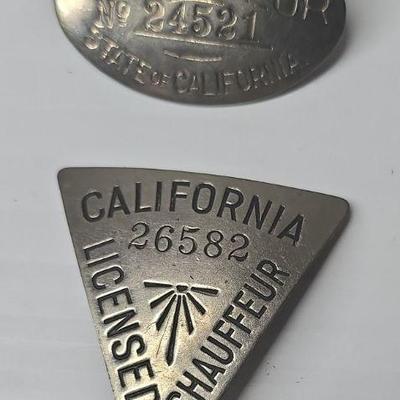 No 24521
STATE OF CALIFORNIA.
CALIFORNIA
26582
LICENSED
CHAUFFEUR